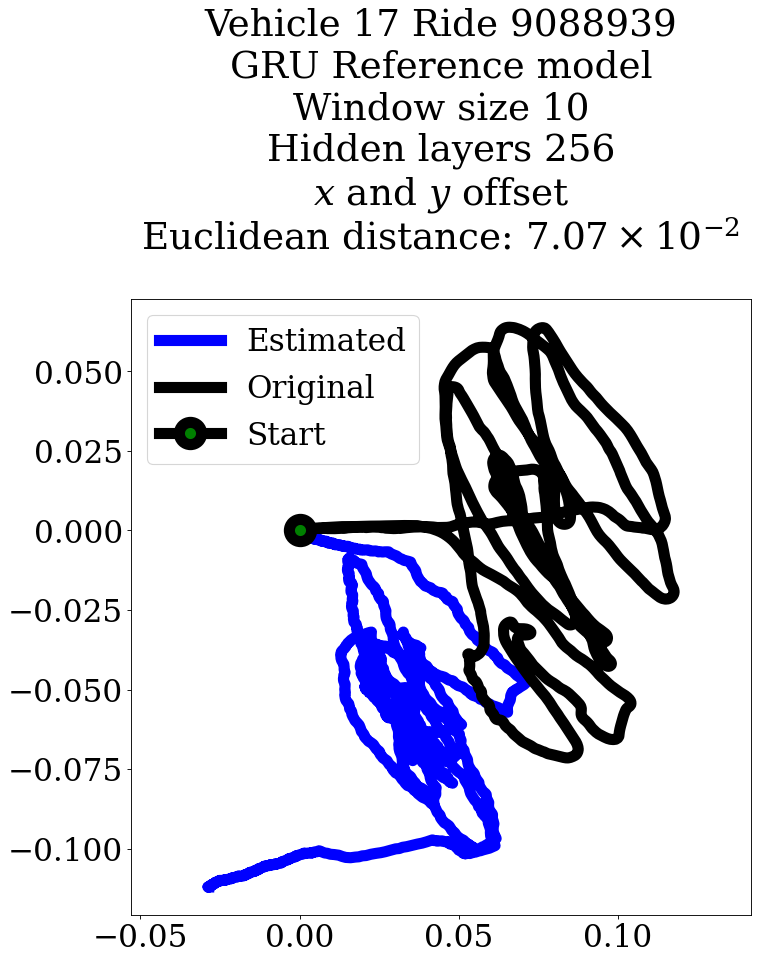 Vehicle 17 Ride 9088939
GRU Reference model
Window size 10
Hidden layers 256
x and y offset
Euclidean distance: 7.07 × 10⁻²
Estimated
Original
Start
0.050
0.025
0.000
−0.025
−0.050
−0.075
−0.100
−0.05 0.00 0.05 0.10